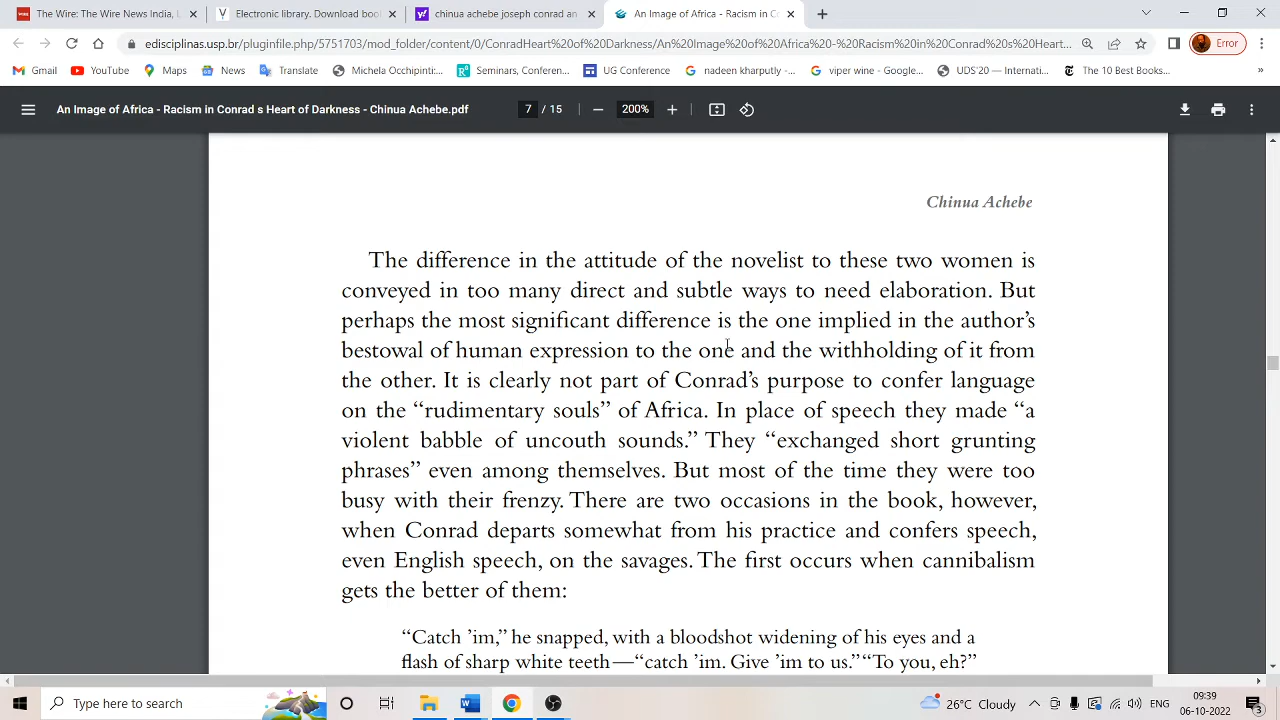 The Wire: The Wire News India, L
Electronic library. Download book
chinua achebe joseph conrad an
An Image of Africa - Racism in Co
edisciplinas.usp.br/pluginfile.php/5751703/mod_folder/content/0/ConradHeart%20of%20Darkness/An%20Image%20of%20Africa%20-%20Racism%20in%20Conrad%20s%20Heart...
Error
Gmail
YouTube
Maps
News
Translate
Michela Occhipinti:...
Seminars, Conferen...
UG Conference
nadeen kharputly -...
viper wine - Google...
UDS'20 — Internati...
The 10 Best Books...
»
An Image of Africa - Racism in Conrad s Heart of Darkness - Chinua Achebe.pdf
7 / 15
200%
Chinua Achebe
The difference in the attitude of the novelist to these two women is
conveyed in too many direct and subtle ways to need elaboration. But
perhaps the most significant difference is the one implied in the author's
bestowal of human expression to the one and the withholding of it from
the other. It is clearly not part of Conrad's purpose to confer language
on the “rudimentary souls” of Africa. In place of speech they made “a
violent babble of uncouth sounds.” They “exchanged short grunting
phrases” even among themselves. But most of the time they were too
busy with their frenzy. There are two occasions in the book, however,
when Conrad departs somewhat from his practice and confers speech,
even English speech, on the savages. The first occurs when cannibalism
gets the better of them:
“Catch ’im,” he snapped, with a bloodshot widening of his eyes and a
flash of sharp white teeth—“catch ’im. Give ’im to us.” “To you, eh?”
Type here to search
26°C Cloudy
ENG
09:39
06-10-2022
3